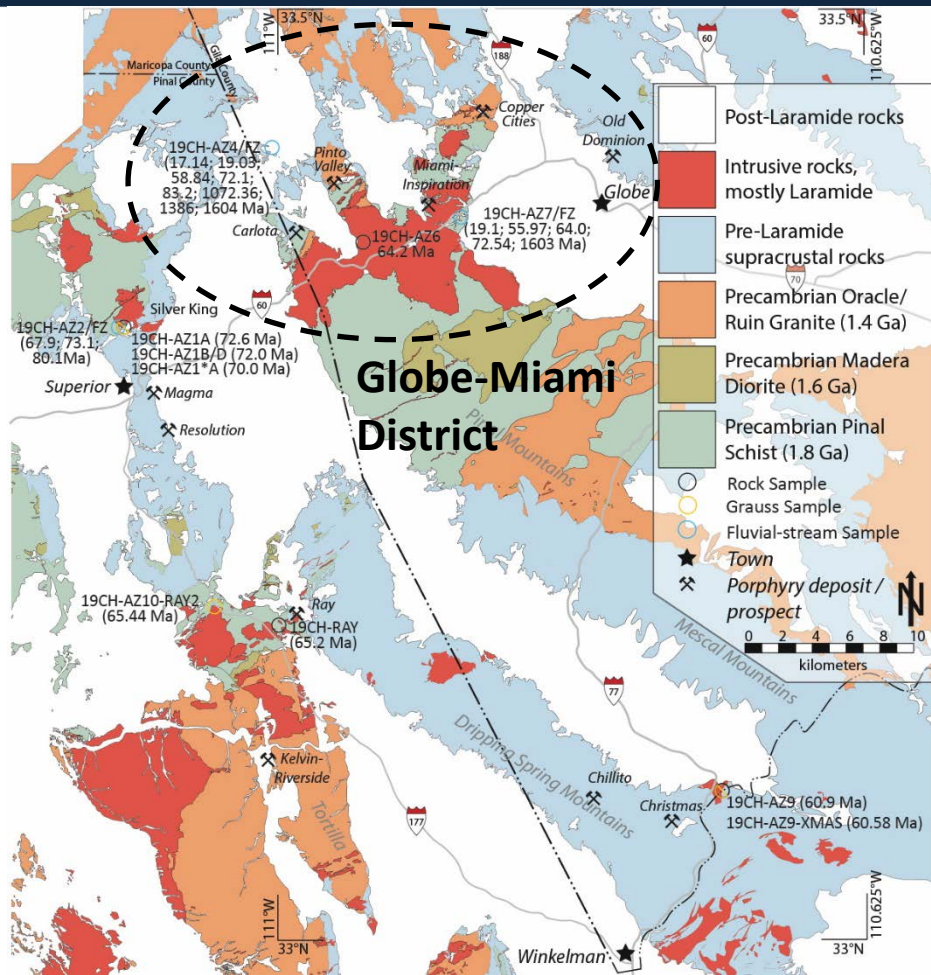 111°W
33.5°N
33.5°N
110.625°W
60
188
Maricopa County
Pinal County
Gila County
Copper
Cities
Old
Dominion
19CH-AZ4/FZ
(17.14; 19.03;
58.84; 72.1;
83.2; 1072.36;
1386; 1604 Ma)
Pinto
Valley
Miami-
Inspiration
Globe
19CH-AZ7/FZ
(19.1; 55.97; 64.0;
72.54; 1603 Ma)
Carlota
19CH-AZ6
64.2 Ma
60
70
Silver King
19CH-AZ2/FZ
(67.9; 73.1;
80.1Ma)
19CH-AZ1A (72.6 Ma)
19CH-AZ1B/D (72.0 Ma)
19CH-AZ1*A (70.0 Ma)
Superior
Magma
Resolution
Globe-Miami
District
Pinal Mountains
Post-Laramide rocks
Intrusive rocks,
mostly Laramide
Pre-Laramide
supracrustal rocks
Precambrian Oracle/
Ruin Granite (1.4 Ga)
Precambrian Madera
Diorite (1.6 Ga)
Precambrian Pinal
Schist (1.8 Ga)
Rock Sample
Grauss Sample
Fluvial-stream Sample
Town
Porphyry deposit /
prospect
N
0 2 4 6 8 10
kilometers
19CH-AZ10-RAY2
(65.44 Ma)
Ray
19CH-RAY
(65.2 Ma)
Mescal Mountains
77
Dripping Spring Mountains
Kelvin-
Riverside
Tortilla
Chillito
Christmas
19CH-AZ9 (60.9 Ma)
19CH-AZ9-XMAS (60.58 Ma)
177
111°W
33°N
110.625°W
33°N
Winkelman